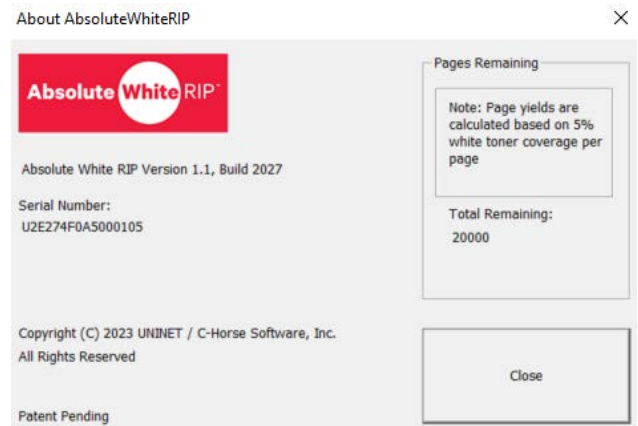 About AbsoluteWhiteRIP
Absolute White RIP™
Absolute White RIP Version 1.1, Build 2027
Serial Number:
U2E274F0A5000105
Copyright (C) 2023 UNINET / C-Horse Software, Inc.
All Rights Reserved
Patent Pending
Pages Remaining
Note: Page yields are
calculated based on 5%
white toner coverage per
page
Total Remaining:
20000
Close